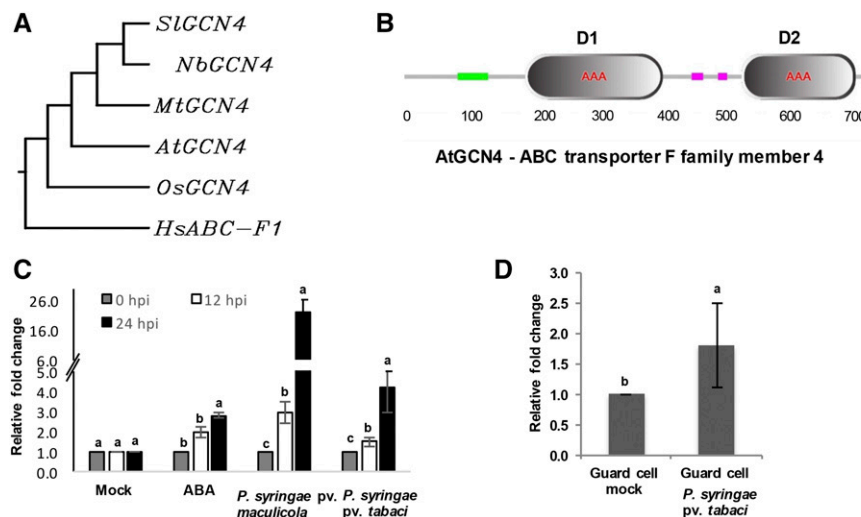 A
SlGCN4
NbGCN4
MtGCN4
AtGCN4
OsGCN4
HsABC-F1
B
D1 D2
AAA AAA
0 100 200 300 400 500 600 700
AtGCN4 - ABC transporter F family member 4
C
Relative fold change
26.0
16.0
6.0
5.0
4.0
3.0
2.0
1.0
0.0
0 hpi 12 hpi
24 hpi
a a a b b a c b a c b a
Mock ABA P. syringae pv. P. syringae
maculicola pv. tabaci
D
Relative fold change
3.0
2.5
2.0
1.5
1.0
0.5
0.0
b a
Guard cell Guard cell
mock P. syringae
pv. tabaci